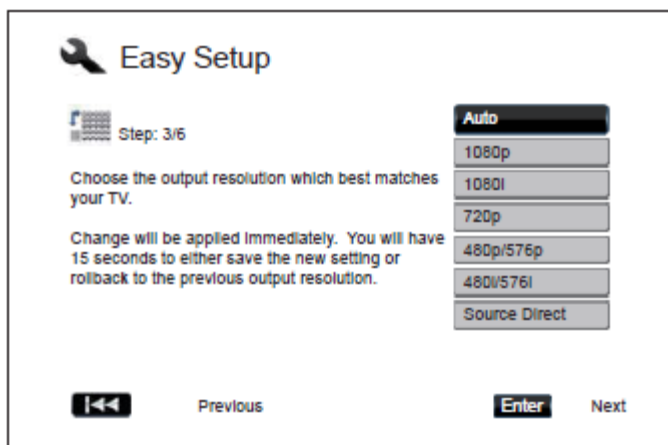 Easy Setup
Step: 3/6
Choose the output resolution which best matches
your TV.
Change will be applied immediately. You will have
15 seconds to either save the new setting or
rollback to the previous output resolution.
Auto
1080p
1080i
720p
480p/576p
480i/576i
Source Direct
Previous
Enter
Next